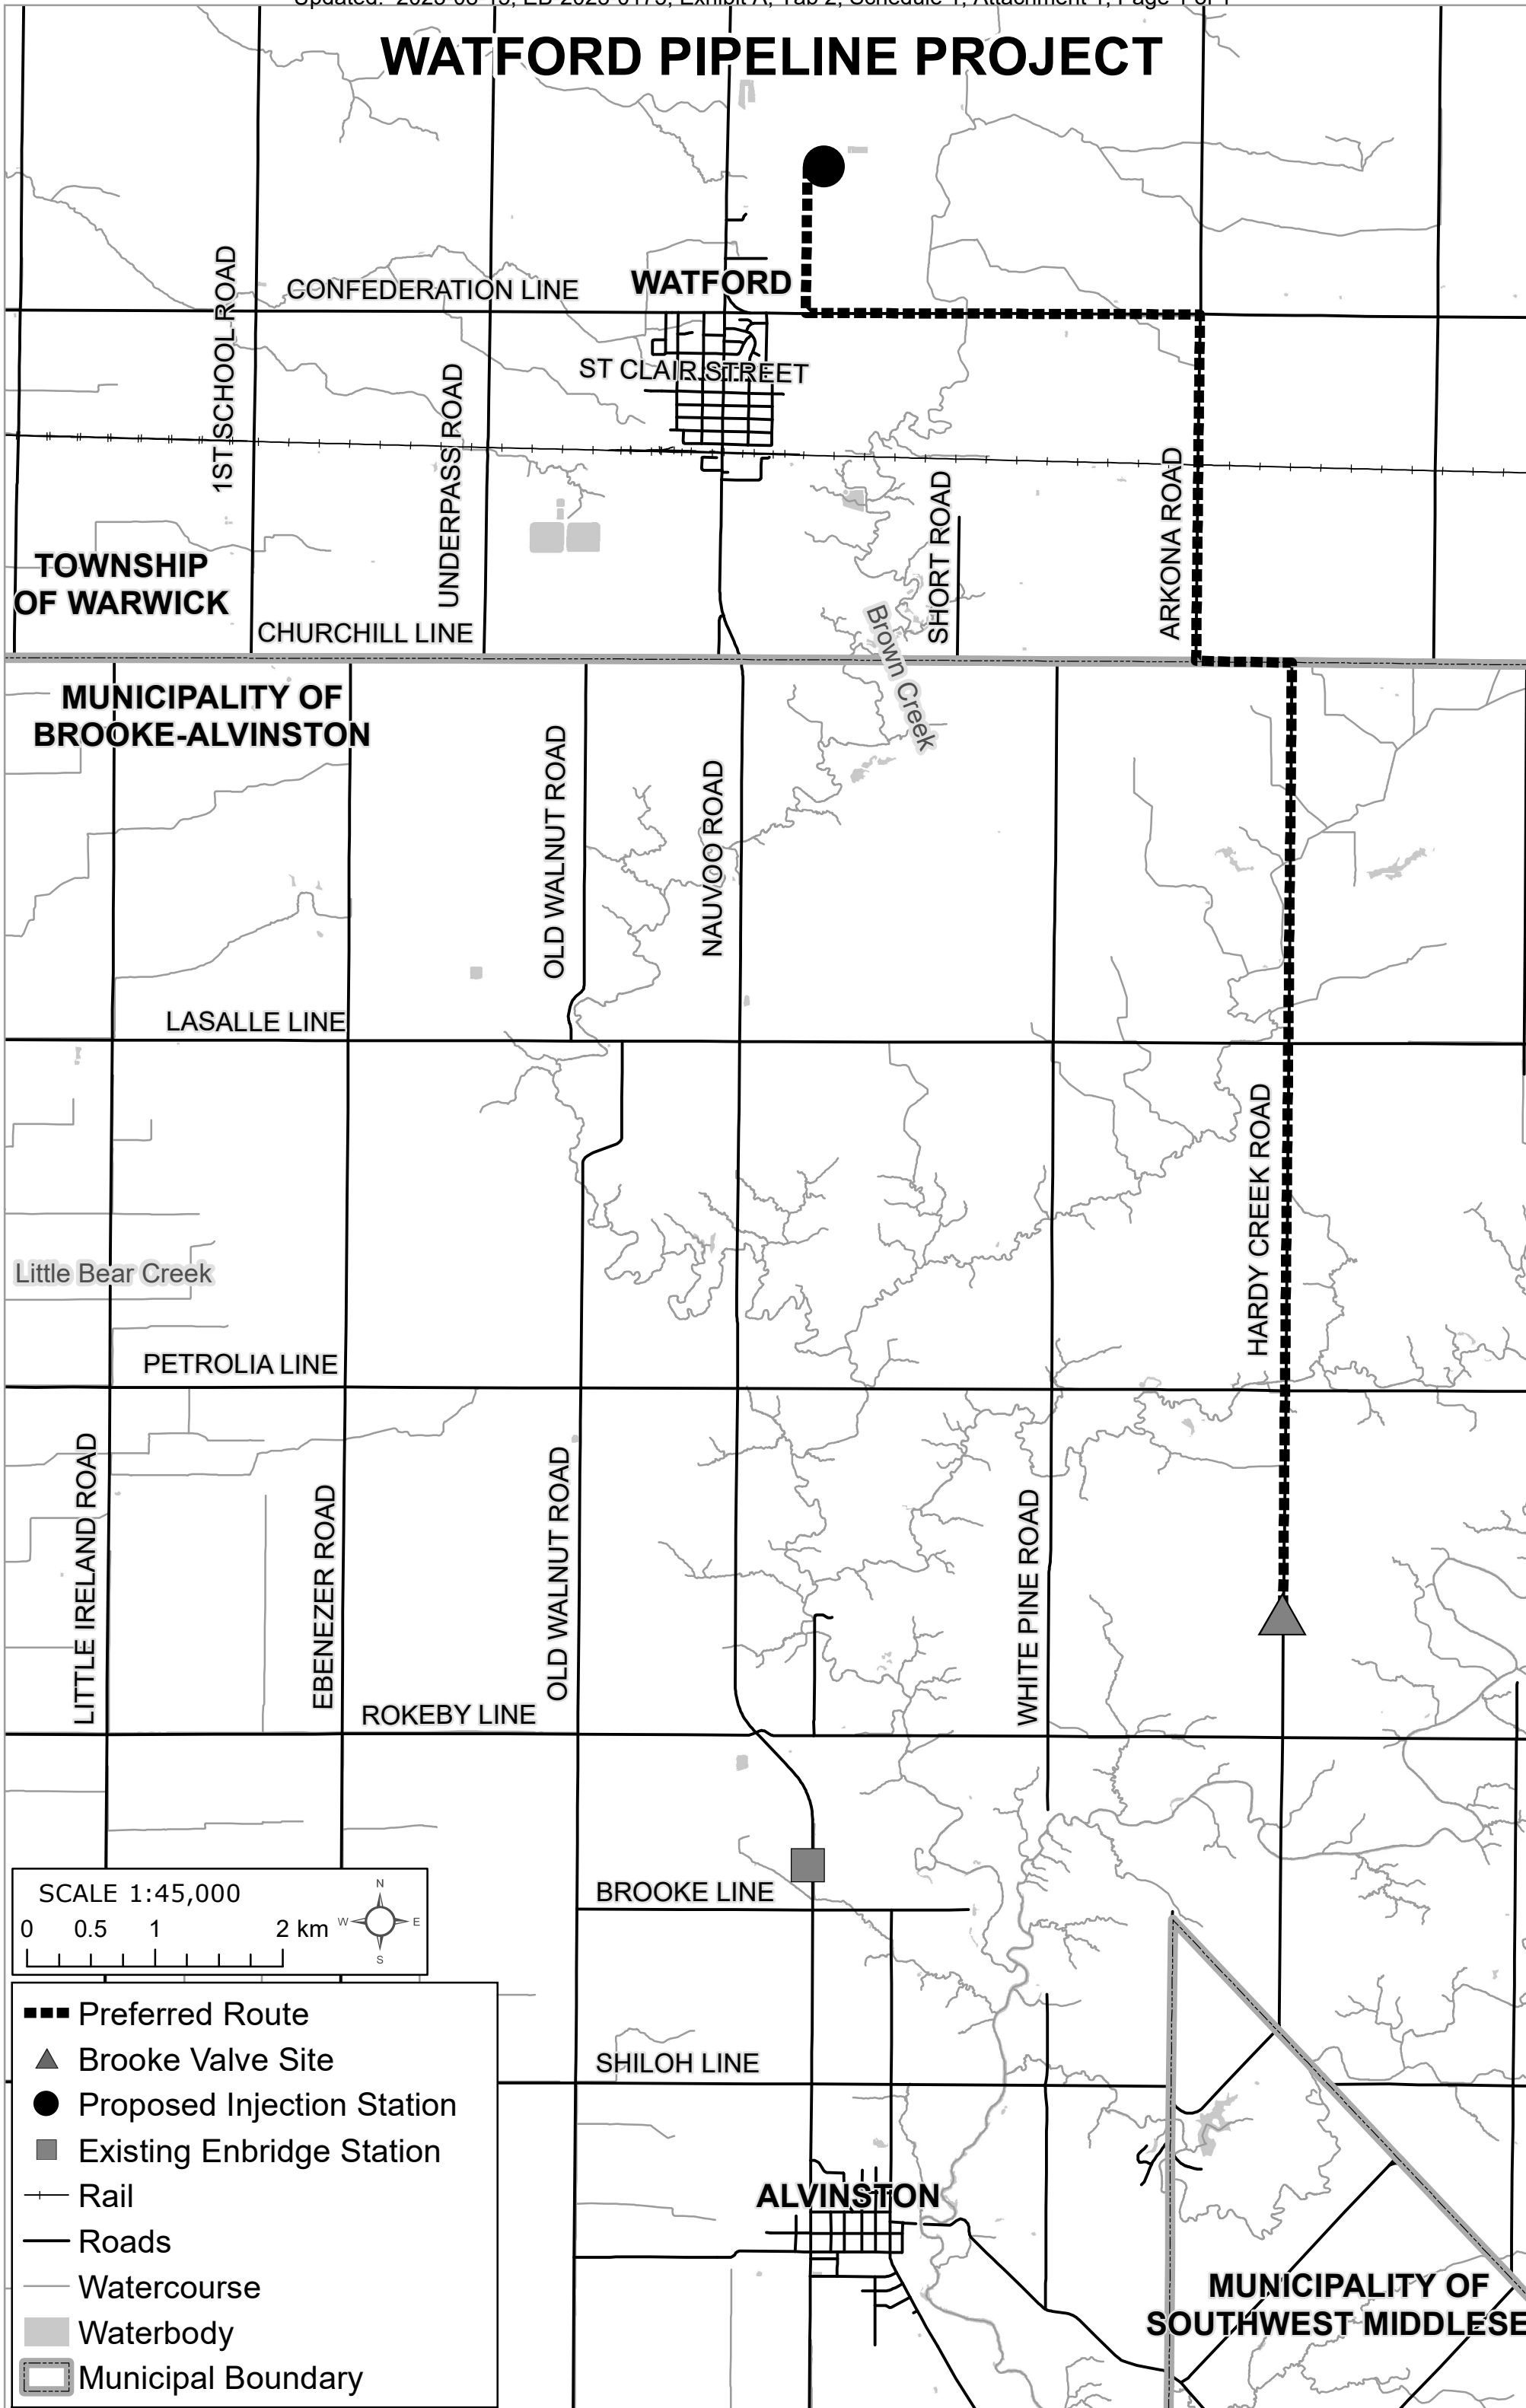 WATFORD PIPELINE PROJECT
1ST SCHOOL ROAD
CONFEDERATION LINE
WATFORD
ST CLAIR STREET
UNDERPASS ROAD
SHORT ROAD
ARKONA ROAD
TOWNSHIP
OF WARWICK
CHURCHILL LINE
Brown Creek
MUNICIPALITY OF
BROOKE-ALVINSTON
OLD WALNUT ROAD
NAUVOO ROAD
LASALLE LINE
HARDY CREEK ROAD
Little Bear Creek
PETROLIA LINE
LITTLE IRELAND ROAD
EBENEZER ROAD
OLD WALNUT ROAD
WHITE PINE ROAD
ROKEBY LINE
BROOKE LINE
SCALE 1:45,000
0 0.5 1 2 km
N
W E
S
SHILOH LINE
ALVINSTON
MUNICIPALITY OF
SOUTHWEST MIDDLESE
Preferred Route
Brooke Valve Site
Proposed Injection Station
Existing Enbridge Station
Rail
Roads
Watercourse
Waterbody
Municipal Boundary